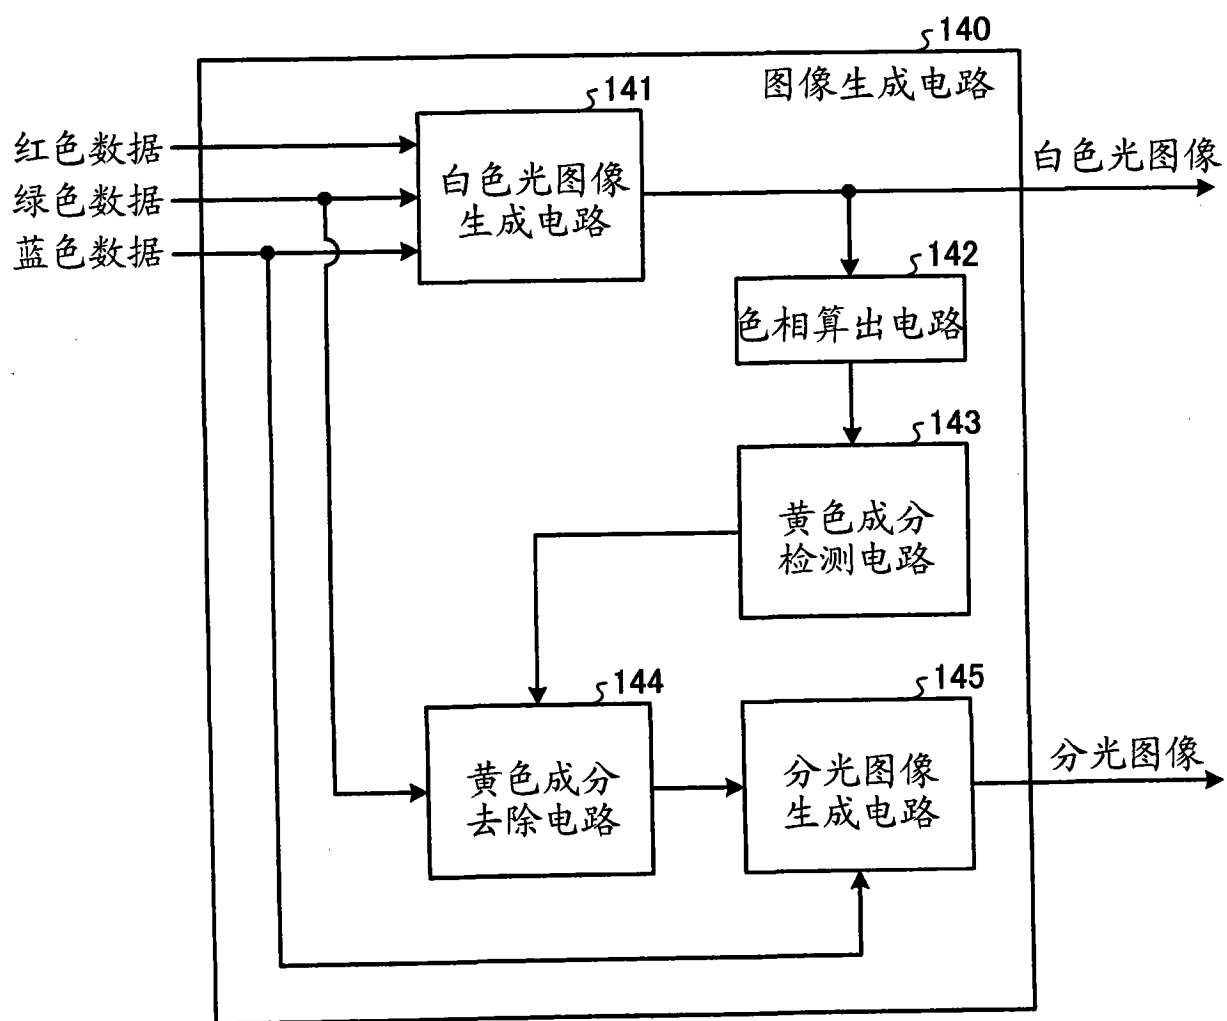 140
图像生成电路
141
红色数据
绿色数据
蓝色数据
白色光图像
生成电路
白色光图像
142
色相算出电路
143
黄色成分
检测电路
144
黄色成分
去除电路
145
分光图像
生成电路
分光图像